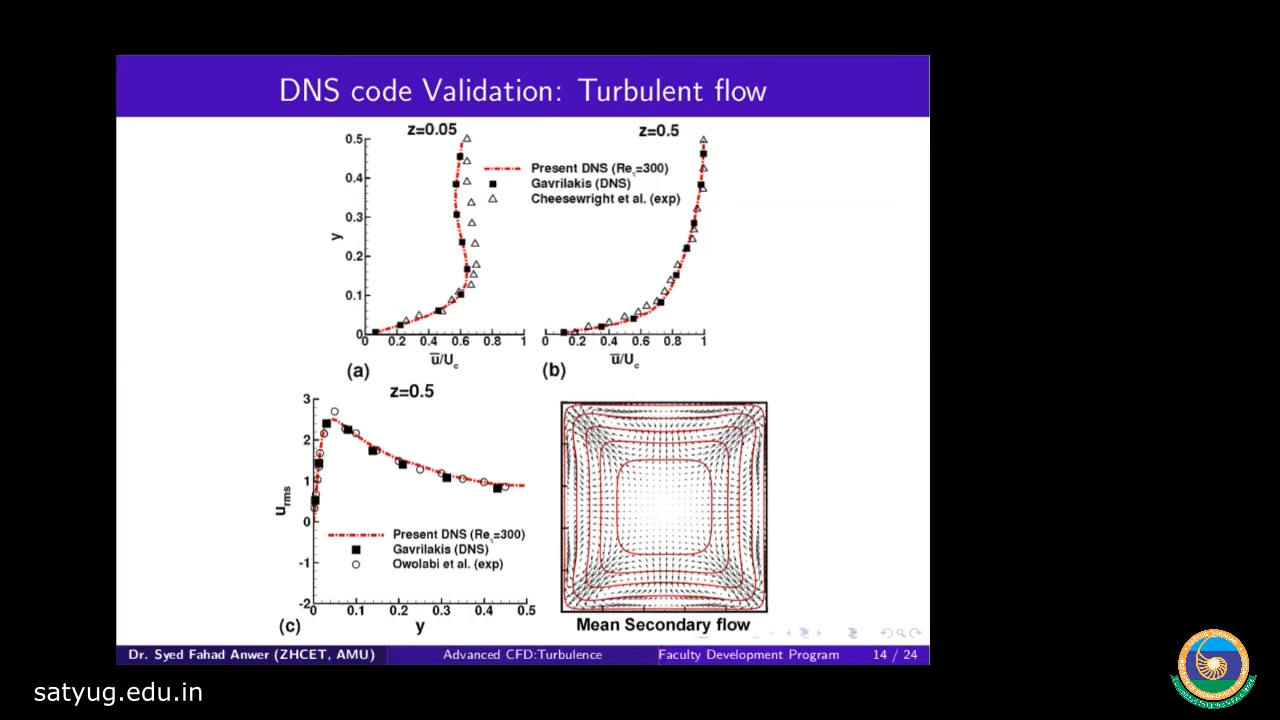 DNS code Validation: Turbulent flow
z=0.05
z=0.5
0.5
0.4
0.3
0.2
0.1
0
y
0 0.2 0.4 0.6 0.8 1
u̅/Uc
(a)
Present DNS (Reτ=300)
Gavrilakis (DNS)
Cheesewright et al. (exp)
0 0.2 0.4 0.6 0.8 1
u̅/Uc
(b)
z=0.5
3
2
1
0
-1
-2
urms
Present DNS (Reτ=300)
Gavrilakis (DNS)
Owolabi et al. (exp)
0 0.1 0.2 0.3 0.4 0.5
(c)
y
Mean Secondary flow
Dr. Syed Fahad Anwer (ZHCET, AMU) Advanced CFD:Turbulence Faculty Development Program 14 / 24
satyug.edu.in